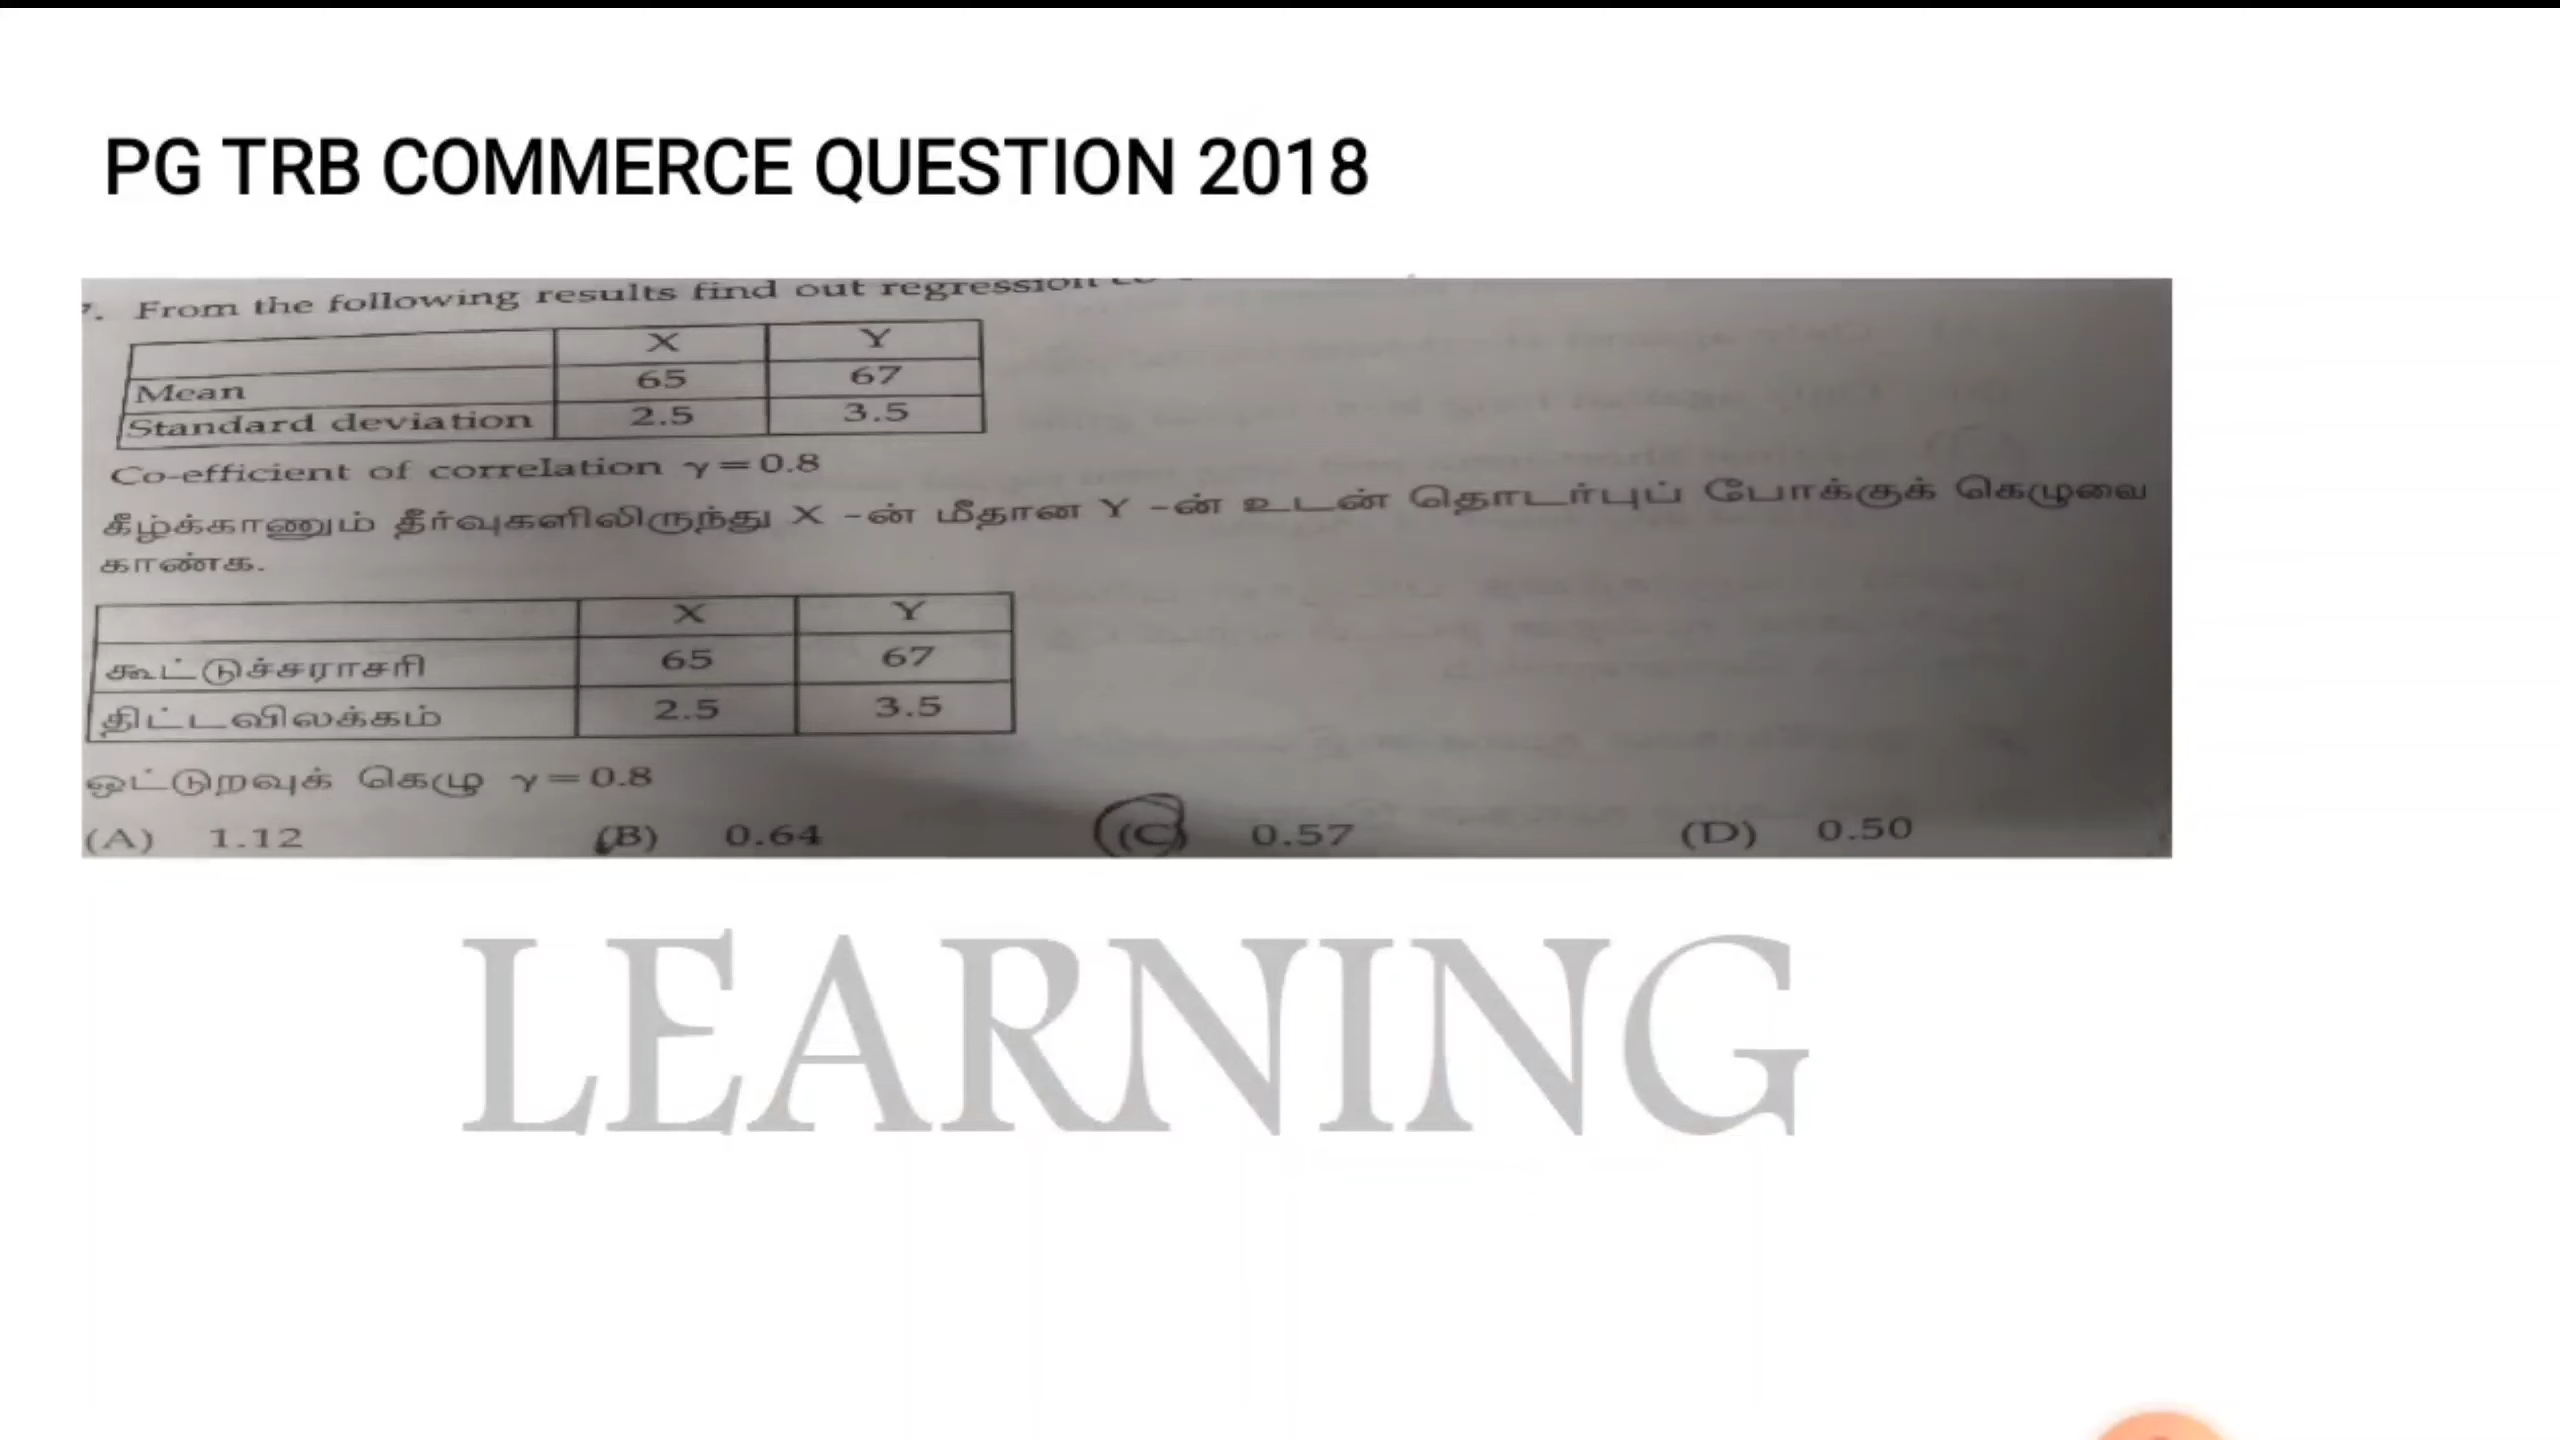 PG TRB COMMERCE QUESTION 2018
7. From the following results find out regression
X Y
Mean 65 67
Standard deviation 2.5 3.5
Co-efficient of correlation γ = 0.8
கீழ்க்காணும் தீர்வுகளிலிருந்து X -ன் மீதான Y -ன் உடன் தொடர்புப் போக்குக் கெழுவை
காண்க.
X Y
கூட்டுச்சராசரி 65 67
திட்டவிலக்கம் 2.5 3.5
ஒட்டுறவுக் கெழு γ = 0.8
(A) 1.12 (B) 0.64 (C) 0.57 (D) 0.50
LEARNING